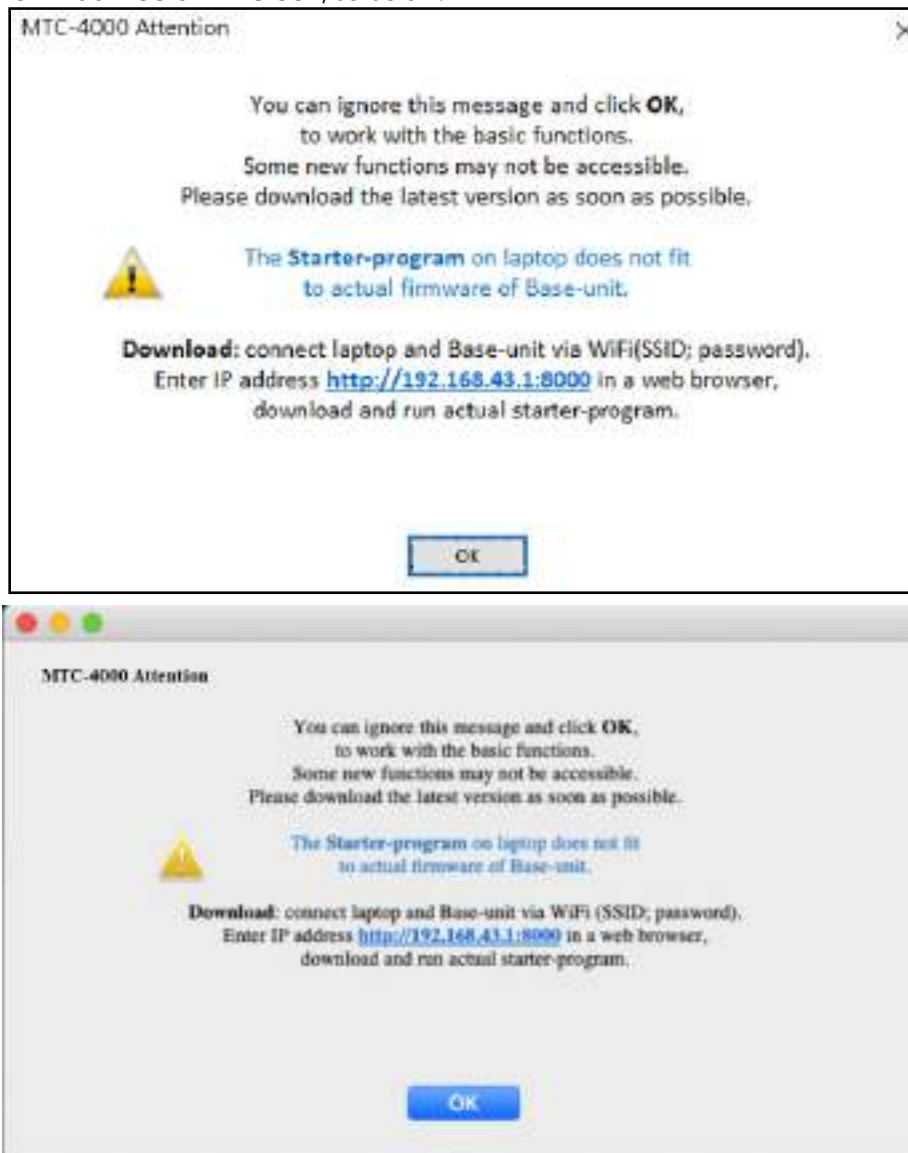 MTC-4000 Attention
You can ignore this message and click OK,
to work with the basic functions.
Some new functions may not be accessible.
Please download the latest version as soon as possible.
The Starter-program on laptop does not fit
to actual firmware of Base-unit.
Download: connect laptop and Base-unit via WiFi(SSID; password).
Enter IP address http://192.168.43.1:8000 in a web browser,
download and run actual starter-program.
OK
MTC-4000 Attention
You can ignore this message and click OK,
to work with the basic functions.
Some new functions may not be accessible.
Please download the latest version as soon as possible.
The Starter-program on laptop does not fit
to actual firmware of Base-unit.
Download: connect laptop and Base-unit via WiFi (SSID; password).
Enter IP address http://192.168.43.1:8000 in a web browser,
download and run actual starter-program.
OK